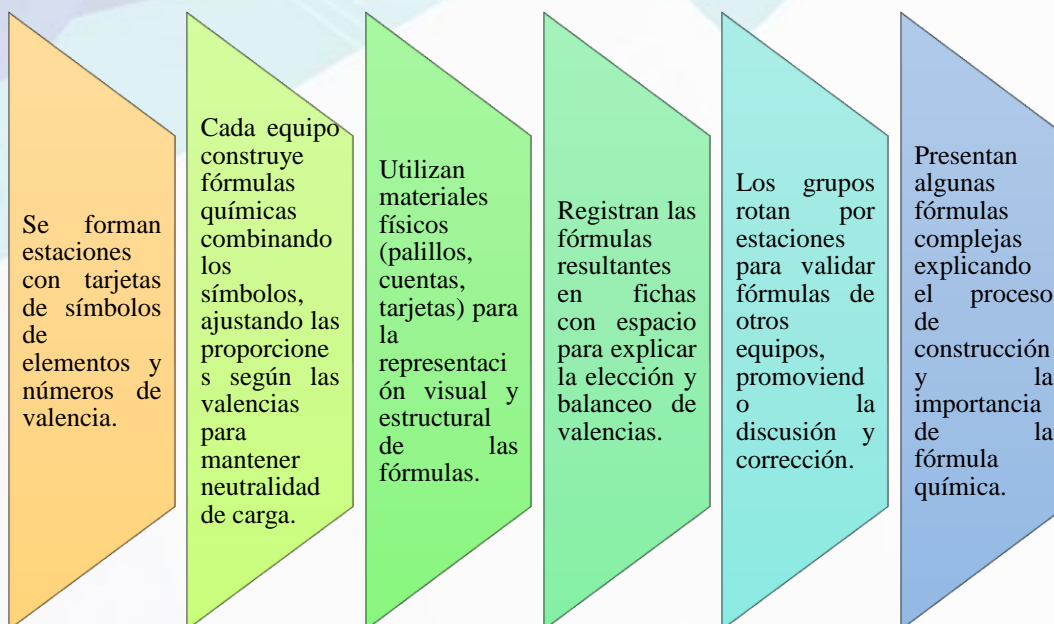 Se forman
estaciones
con tarjetas
de símbolos
de
elementos y
números de
valencia.
Cada equipo
construye
fórmulas
químicas
combinando
los
símbolos,
ajustando las
proporcione
s según las
valencias
para
mantener
neutralidad
de carga.
Utilizan
materiales
físicos
(palillos,
cuentas,
tarjetas) para
la
representaci
ón visual y
estructural
de las
fórmulas.
Registran las
fórmulas
resultantes
en fichas
con espacio
para explicar
la elección y
balanceo de
valencias.
Los grupos
rotan por
estaciones
para validar
fórmulas de
otros
equipos,
promoviend
o la
discusión y
corrección.
Presentan
algunas
fórmulas
complejas
explicando
el proceso
de
construcción
y la
importancia
de la
fórmula
química.